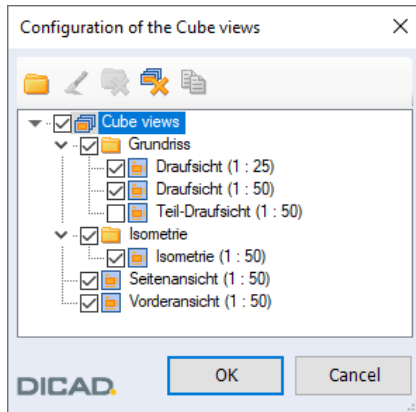 Configuration of the Cube views
Cube views
Grundriss
Draufsicht (1 : 25)
Draufsicht (1 : 50)
Teil-Draufsicht (1 : 50)
Isometrie
Isometrie (1 : 50)
Seitenansicht (1 : 50)
Vorderansicht (1 : 50)
DICAD.
OK
Cancel